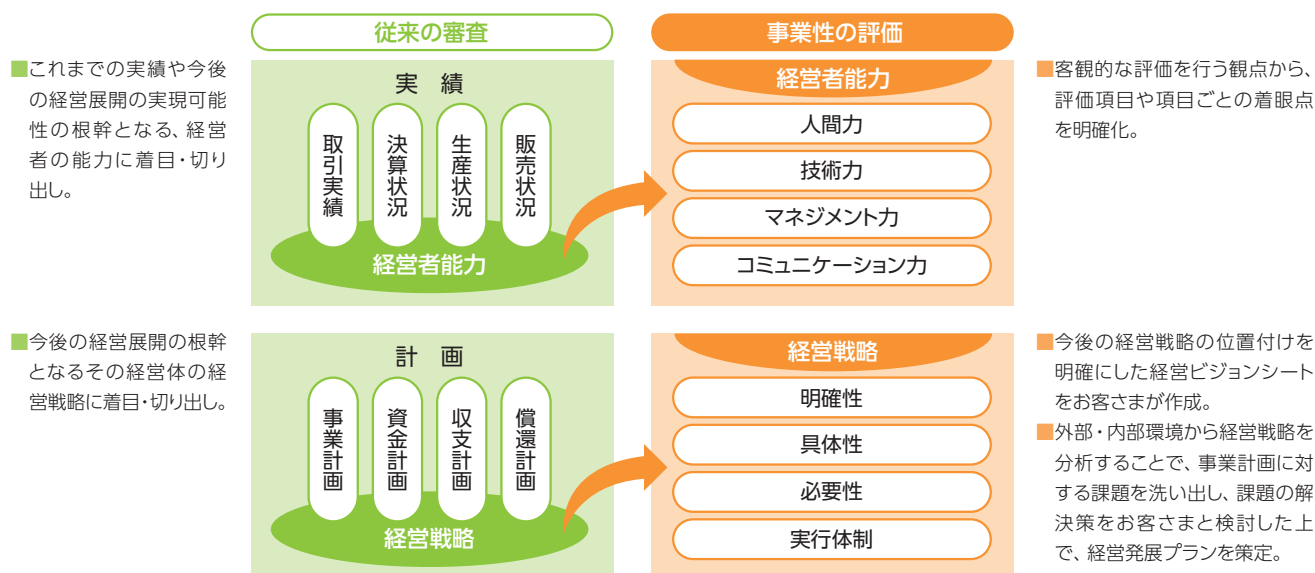 従来の審査
事業性の評価
■これまでの実績や今後
の経営展開の実現可能
性の根幹となる、経営
者の能力に着目・切り
出し。
実 績
取引実績
決算状況
生産状況
販売状況
経営者能力
経営者能力
人間力
技術力
マネジメント力
コミュニケーション力
■客観的な評価を行う観点から、
評価項目や項目ごとの着眼点
を明確化。
■今後の経営展開の根幹
となるその経営体の経
営戦略に着目・切り出し。
計 画
事業計画
資金計画
収支計画
償還計画
経営戦略
経営戦略
明確性
具体性
必要性
実行体制
■今後の経営戦略の位置付けを
明確にした経営ビジョンシート
をお客さまが作成。
■外部・内部環境から経営戦略を
分析することで、事業計画に対
する課題を洗い出し、課題の解
決策をお客さまと検討した上
で、経営発展プランを策定。